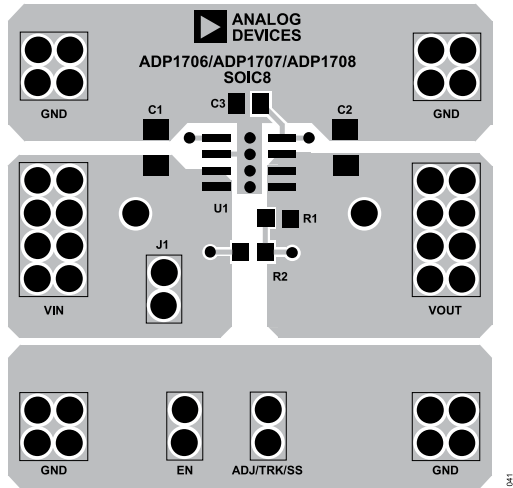 ANALOG
DEVICES
ADP1706/ADP1707/ADP1708
SOIC8
GND
C1
C3
C2
GND
U1
R1
J1
R2
VIN
VOUT
GND
EN
ADJ/TRK/SS
GND
041